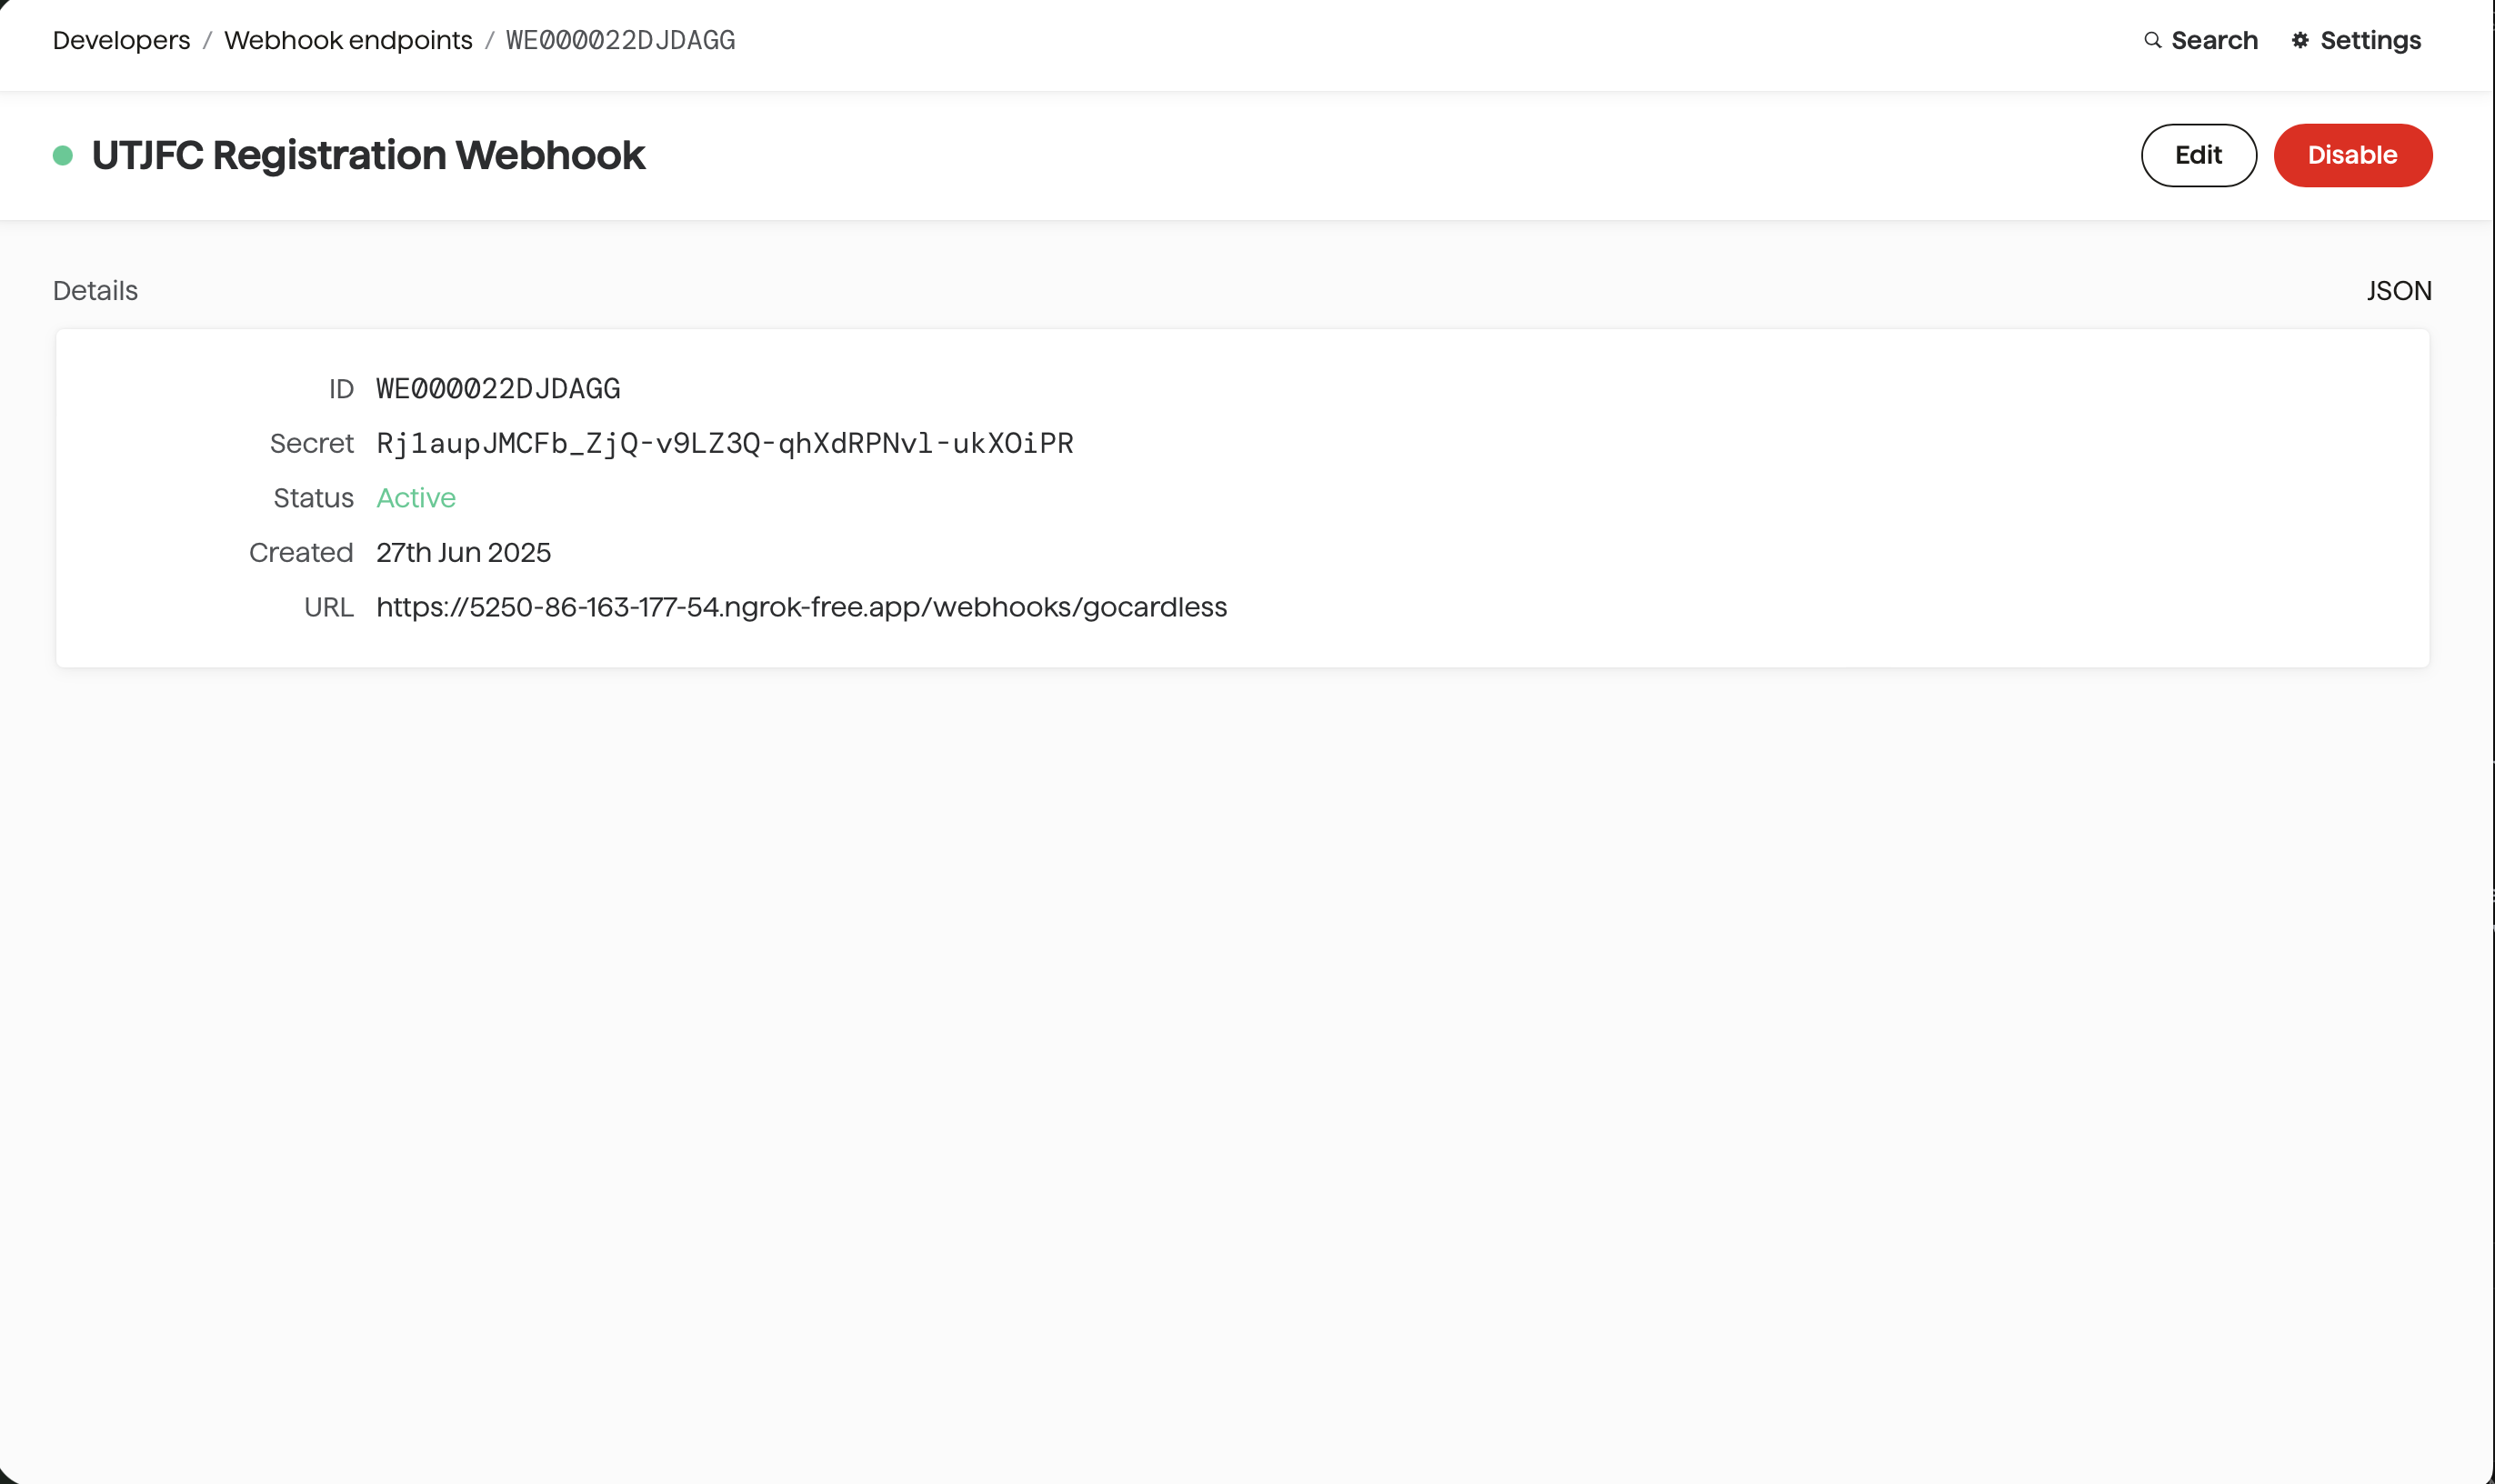 Developers / Webhook endpoints / WE000022DJDAGG
Search
Settings
UTJFC Registration Webhook
Edit
Disable
Details
JSON
ID WE000022DJDAGG
Secret Rj1aupJMCFb_ZjQ-v9LZ3Q-qhXdRPNvl-ukXOiPR
Status Active
Created 27th Jun 2025
URL https://5250-86-163-177-54.ngrok-free.app/webhooks/gocardless